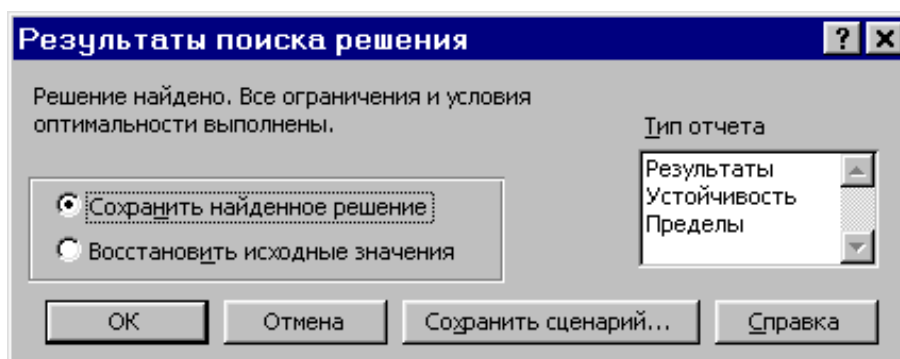 Результаты поиска решения
Решение найдено. Все ограничения и условия
оптимальности выполнены.
Тип отчета
Результаты
Устойчивость
Пределы
Сохранить найденное решение
Восстановить исходные значения
ОК
Отмена
Сохранить сценарий...
Справка